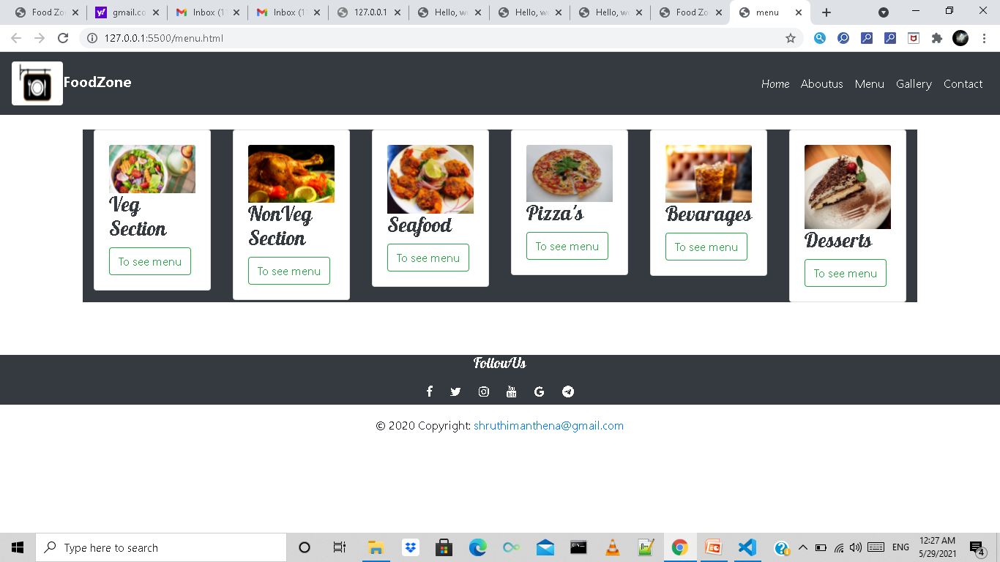 Food Zo
gmail.co
Inbox (1
Inbox (1
127.0.0.1
Hello, wo
Hello, wo
Hello, wo
Food Zo
menu
127.0.0.1:5500/menu.html
FoodZone
Home Aboutus Menu Gallery Contact
Veg
Section
To see menu
NonVeg
Section
To see menu
Seafood
To see menu
Pizza's
To see menu
Bevarages
To see menu
Desserts
To see menu
FollowUs
© 2020 Copyright: shruthimanthena@gmail.com
Type here to search
ENG
12:27 AM
5/29/2021
4